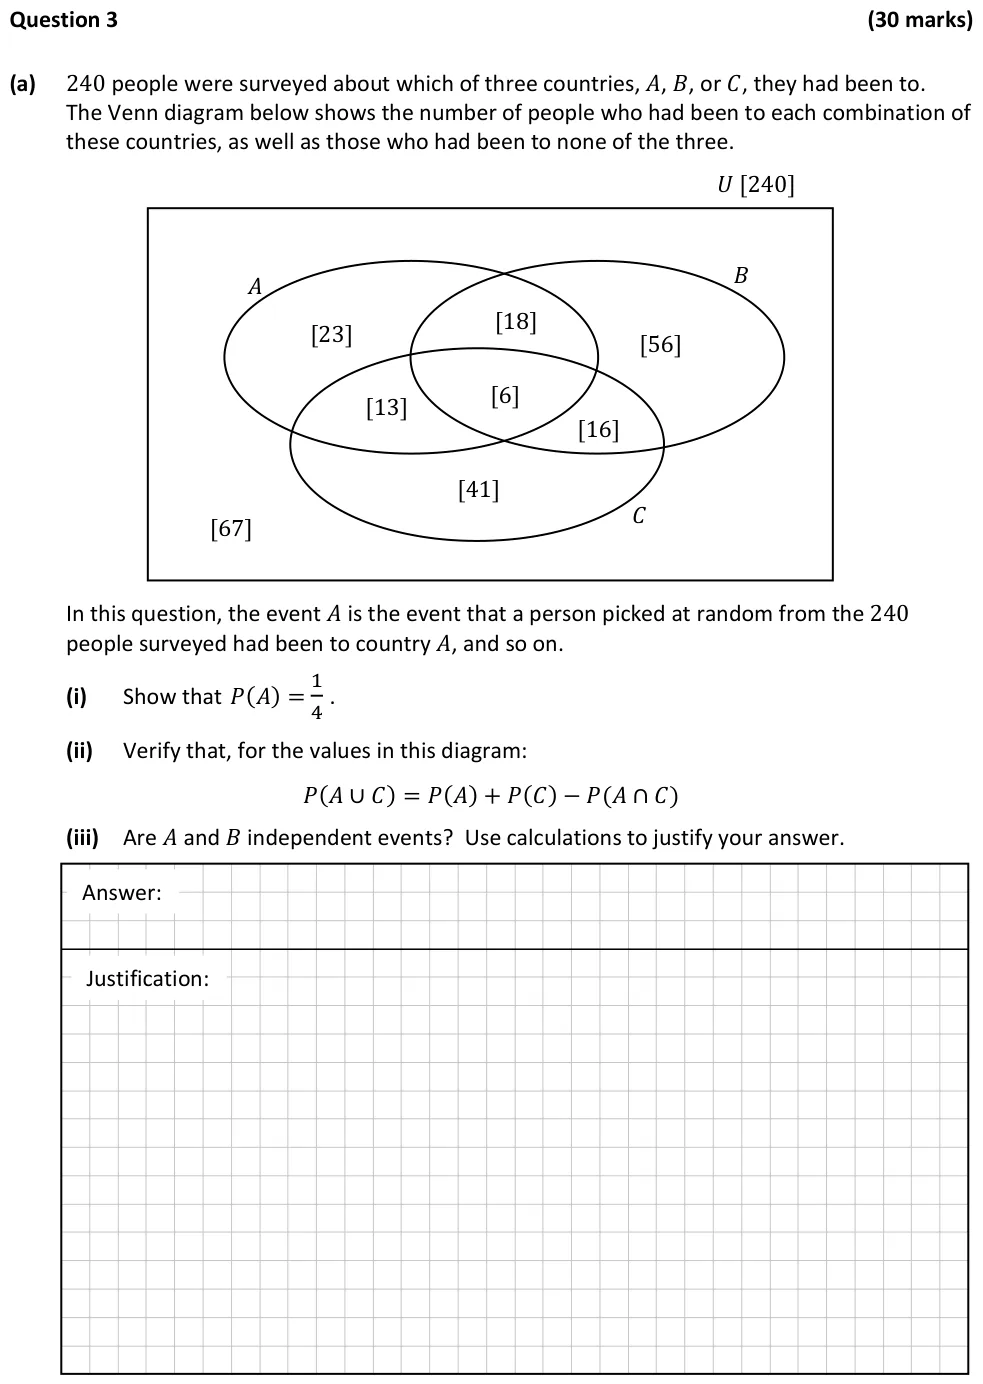 Question 3 (30 marks)
(a) 240 people were surveyed about which of three countries, A, B, or C, they had been to.
The Venn diagram below shows the number of people who had been to each combination of
these countries, as well as those who had been to none of the three.
U [240]
A
B
[23]
[18]
[56]
[13]
[6]
[16]
[41]
C
[67]
In this question, the event A is the event that a person picked at random from the 240
people surveyed had been to country A, and so on.
(i) Show that P(A) = 1/4 .
(ii) Verify that, for the values in this diagram:
P(A ∪ C) = P(A) + P(C) − P(A ∩ C)
(iii) Are A and B independent events? Use calculations to justify your answer.
Answer:
Justification: